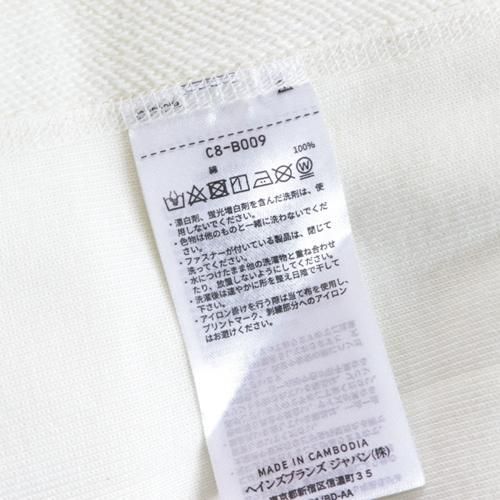 C8-B009
綿 100%
・漂白剤、蛍光増白剤を含んだ洗剤は、使
用しないでください。
・色物は他のものと一緒に洗わないでくだ
さい。
・ファスナーが付いている製品は、閉じて
洗ってください。
・水につけたまま他の洗濯物と重ね合わせ
たり、放置しないようにしてください。
・洗濯後は速やかに形を整え日陰で干して
下さい。
・アイロン掛けを行う際は当て布を使用し、
プリントマーク、刺繍部分へのアイロン
はお避けください。
MADE IN CAMBODIA
ヘインズブランズ ジャパン(株)
東京都新宿区信濃町35